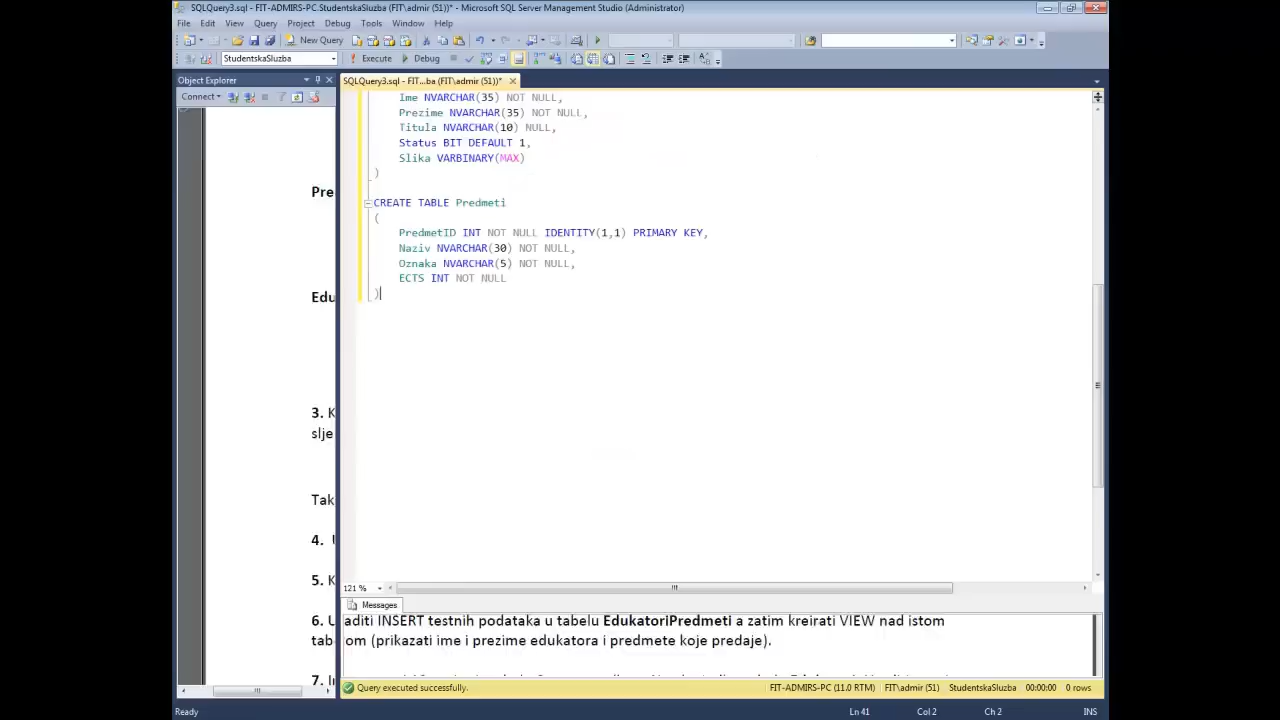 SQLQuery3.sql - FIT-ADMIRS-PC.StudentskaSluzba (FIT\admir (51))* - Microsoft SQL Server Management Studio (Administrator)
File Edit View Query Project Debug Tools Window Help
New Query
StudentskaSluzba Execute Debug
Object Explorer
SQLQuery3.sql - FIT...ba (FIT\admir (51))*
Connect
Ime NVARCHAR(35) NOT NULL,
Prezime NVARCHAR(35) NOT NULL,
Titula NVARCHAR(10) NULL,
Status BIT DEFAULT 1,
Slika VARBINARY(MAX)
)
CREATE TABLE Predmeti
(
PredmetID INT NOT NULL IDENTITY(1,1) PRIMARY KEY,
Naziv NVARCHAR(30) NOT NULL,
Oznaka NVARCHAR(5) NOT NULL,
ECTS INT NOT NULL
)
Pre
Edu
3. K
slje
Tak
4. U
5. K
121 %
Messages
6. Uraditi INSERT testnih podataka u tabelu EdukatoriPredmeti a zatim kreirati VIEW nad istom
tabelom (prikazati ime i prezime edukatora i predmete koje predaje).
7. I
Query executed successfully.
FIT-ADMIRS-PC (11.0 RTM) FIT\admir (51) StudentskaSluzba 00:00:00 0 rows
Ready Ln 41 Col 2 Ch 2 INS